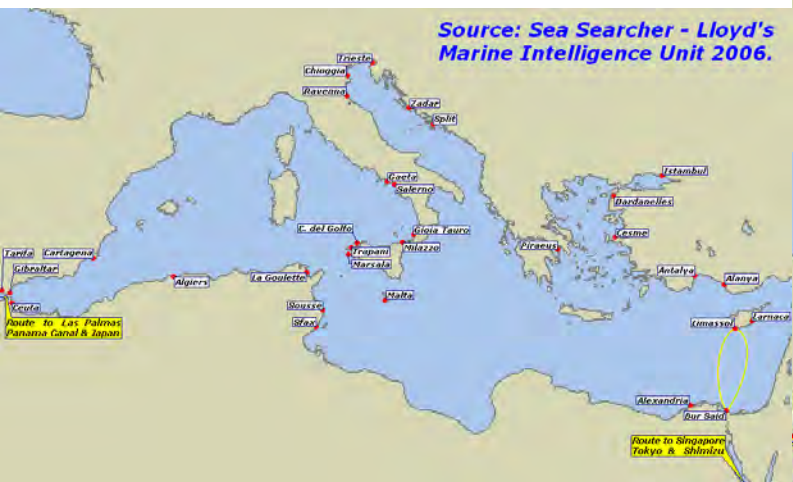 Source: Sea Searcher - Lloyd's
Marine Intelligence Unit 2006.
Trieste
Chioggia
Ravenna
Zadar
Split
Istambul
Gaeta
Salerno
Dardanelles
C. del Golfo
Gioia Tauro
Cesme
Tarifa
Cartagena
Trapani
Milazzo
Piraeus
Gibraltar
Marsala
Antalya
La Goulette
Algiers
Alanya
Malta
Ceuta
Sousse
Larnaca
Route to Las Palmas
Panama Canal & Japan
Sfax
Limassol
Alexandria
Bur Said
Route to Singapore
Tokyo & Shimizu